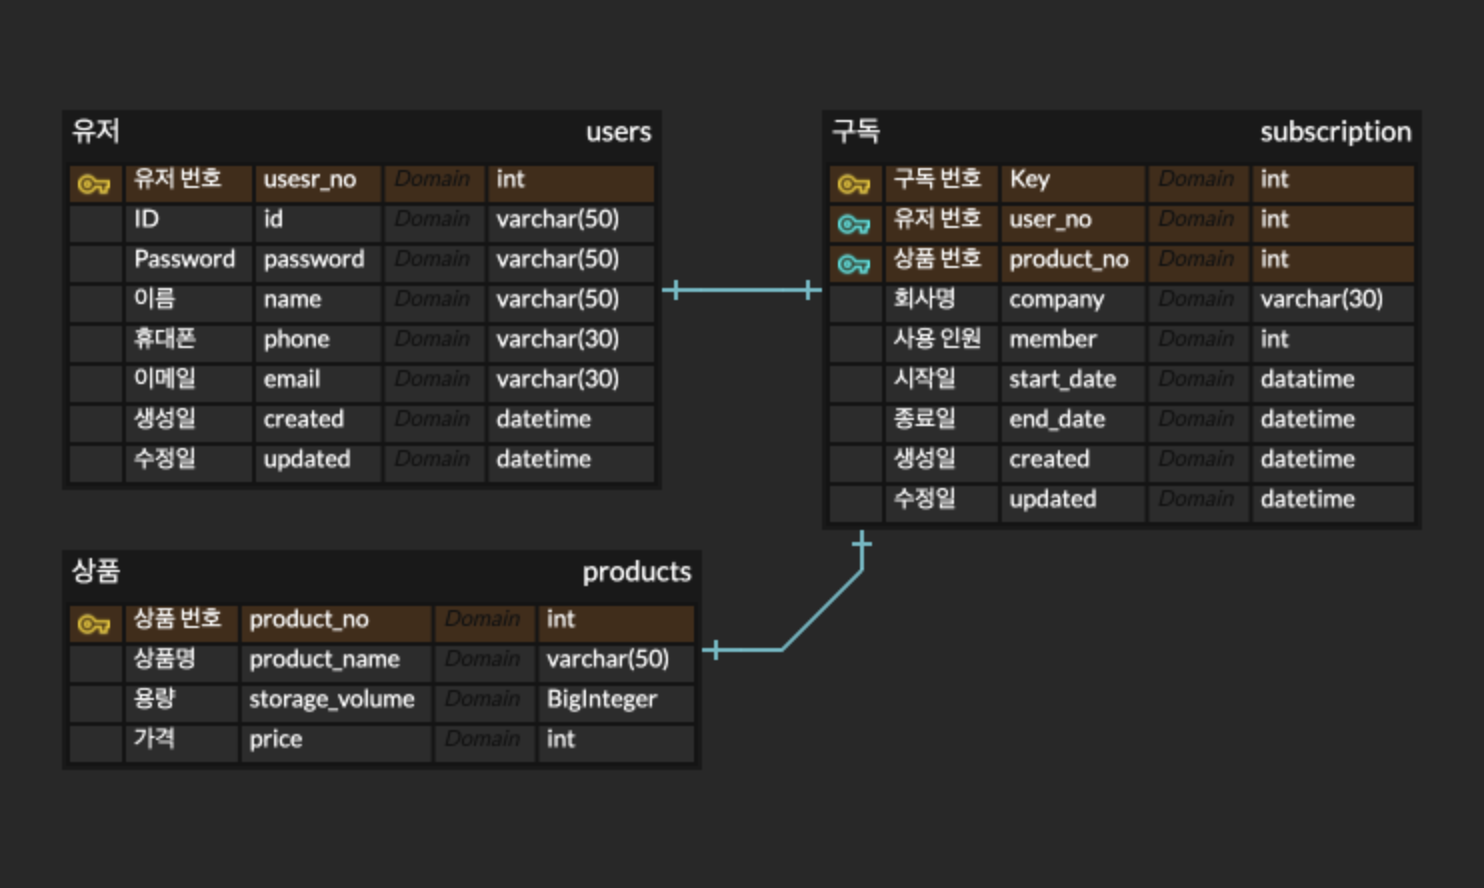 유저 users
유저 번호 usesr_no Domain int
ID id Domain varchar(50)
Password password Domain varchar(50)
이름 name Domain varchar(50)
휴대폰 phone Domain varchar(30)
이메일 email Domain varchar(30)
생성일 created Domain datetime
수정일 updated Domain datetime
구독 subscription
구독 번호 Key Domain int
유저 번호 user_no Domain int
상품 번호 product_no Domain int
회사명 company Domain varchar(30)
사용 인원 member Domain int
시작일 start_date Domain datatime
종료일 end_date Domain datetime
생성일 created Domain datetime
수정일 updated Domain datetime
상품 products
상품 번호 product_no Domain int
상품명 product_name Domain varchar(50)
용량 storage_volume Domain BigInteger
가격 price Domain int